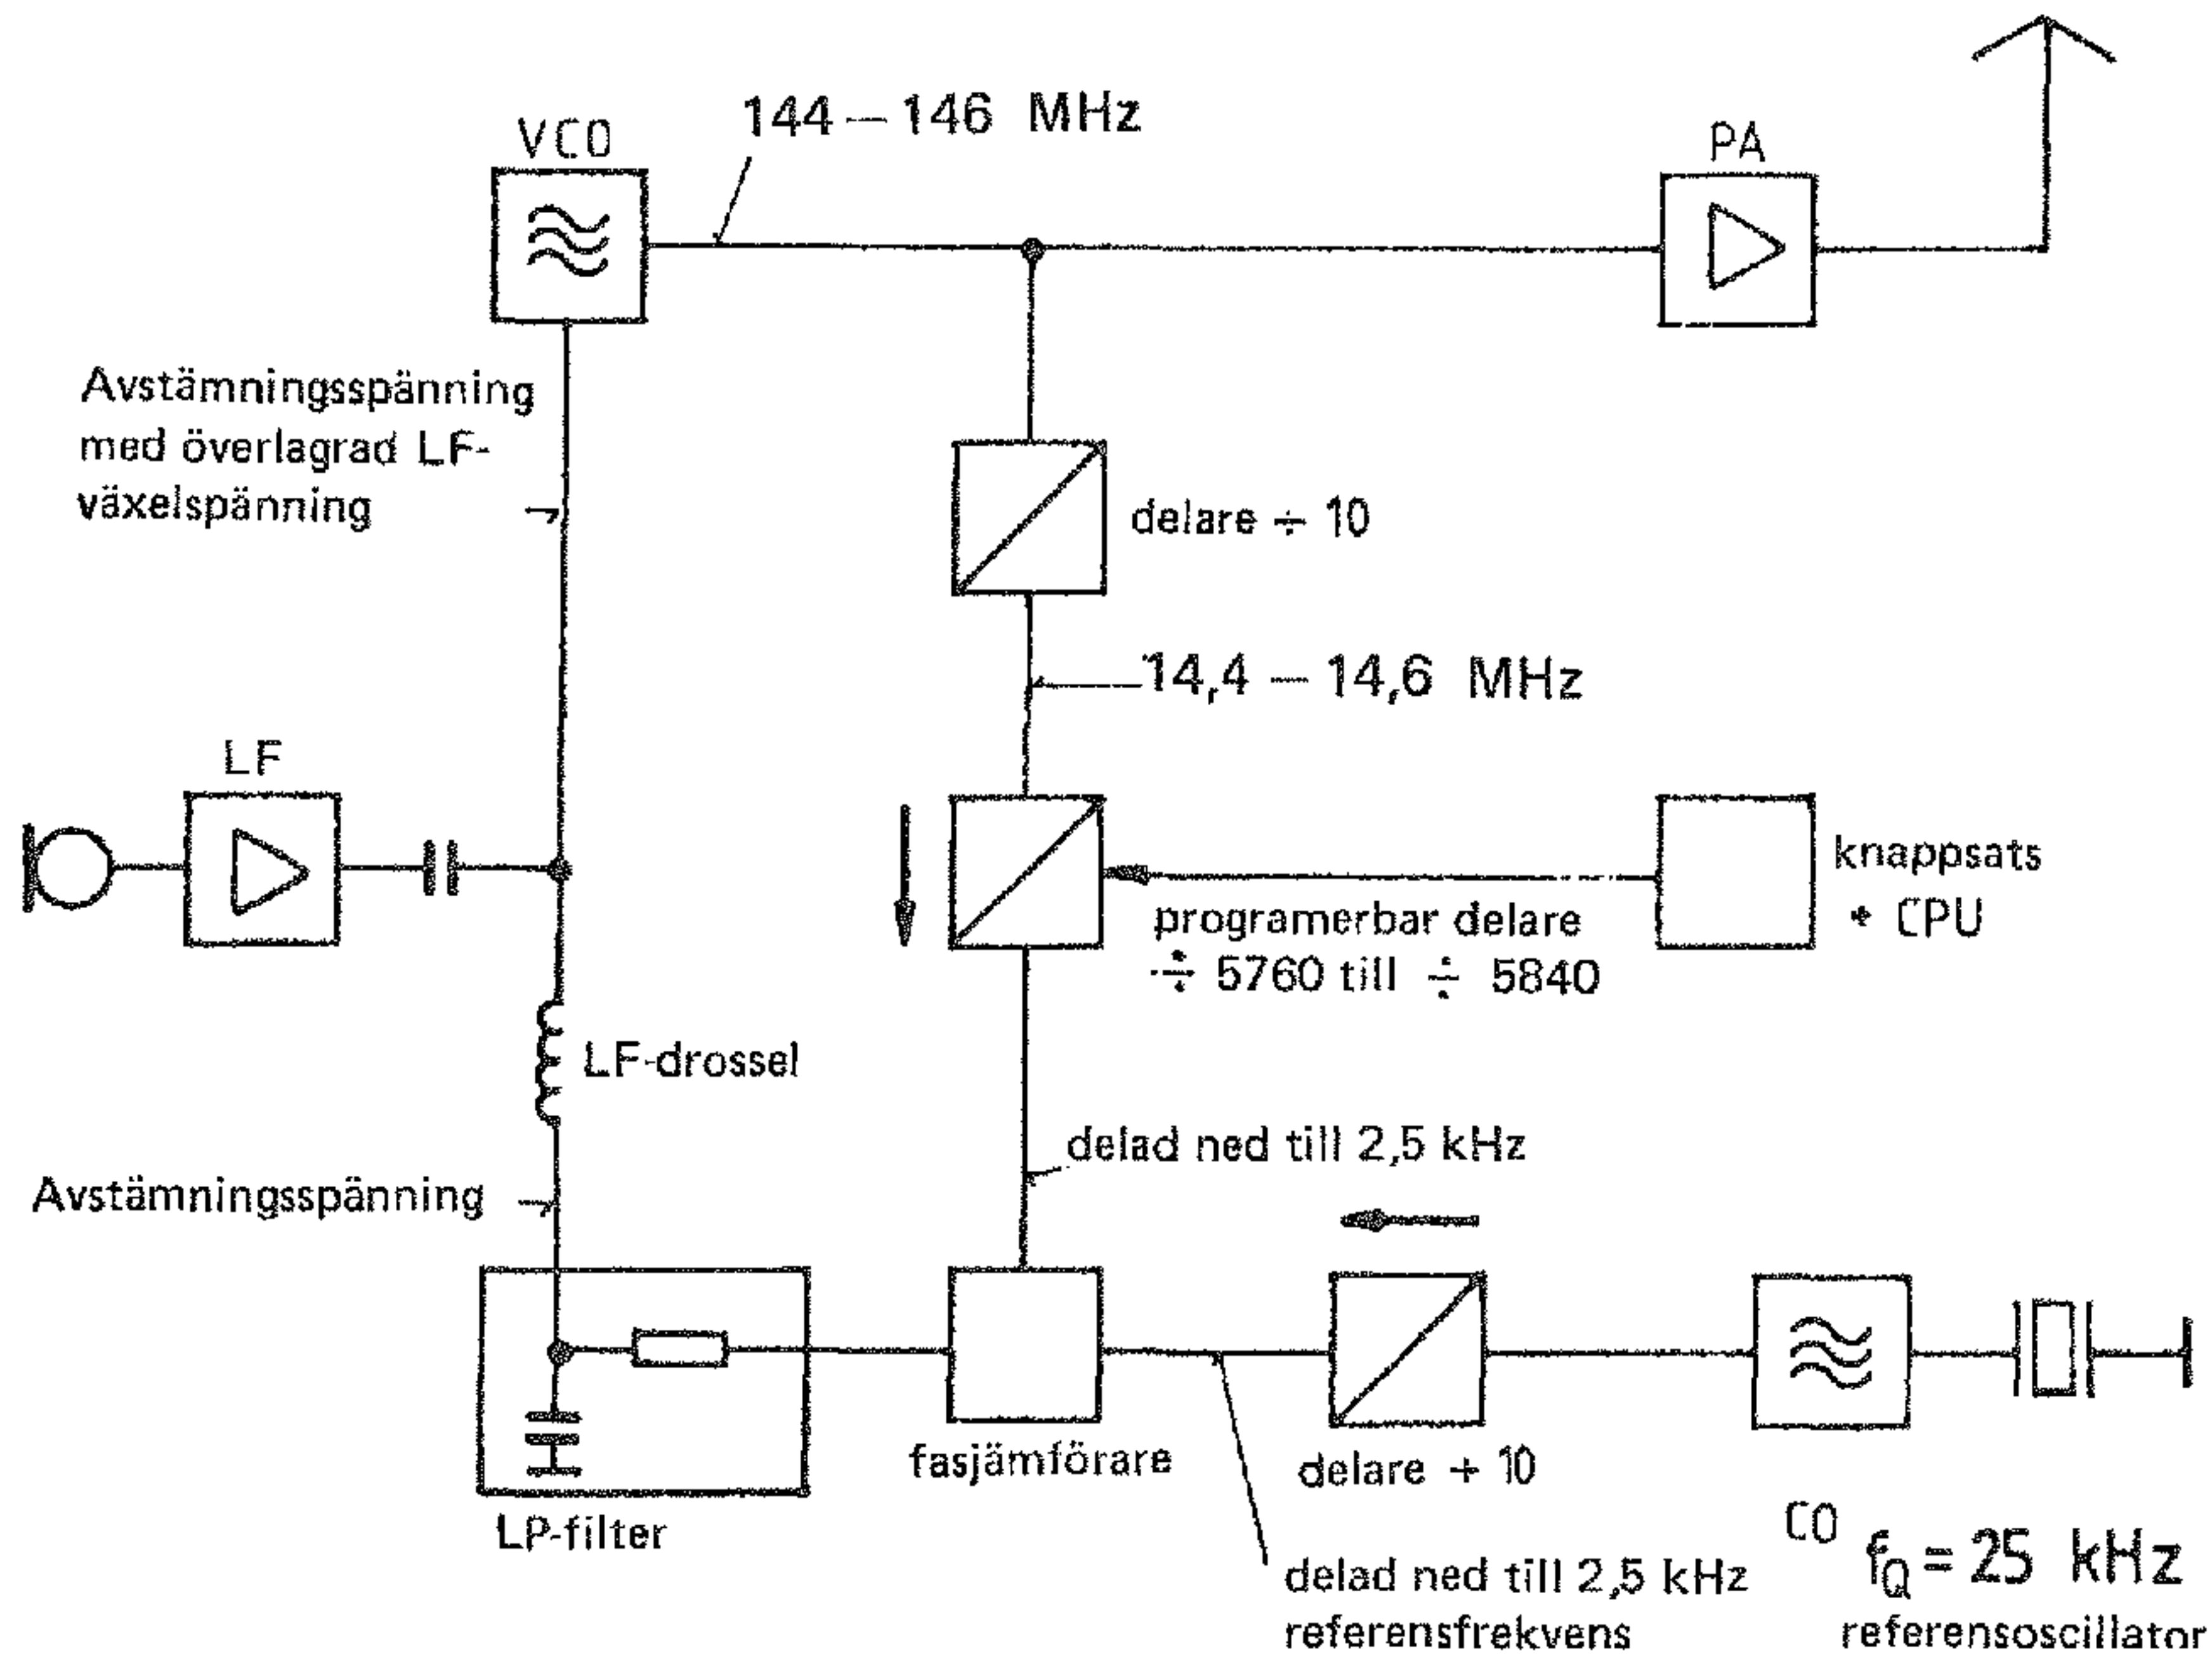 144 — 146 MHz
VCO
PA
Avstämningsspänning
med överlagrad LF-
växelspänning
delare ÷ 10
14,4 — 14,6 MHz
LF
knappsats
+ CPU
programerbar delare
÷ 5760 till ÷ 5840
LF-drossel
delad ned till 2,5 kHz
Avstämningsspänning
fasjämförare
delare ÷ 10
LP-filter
CO
fQ = 25 kHz
delad ned till 2,5 kHz
referensfrekvens
referensoscillator